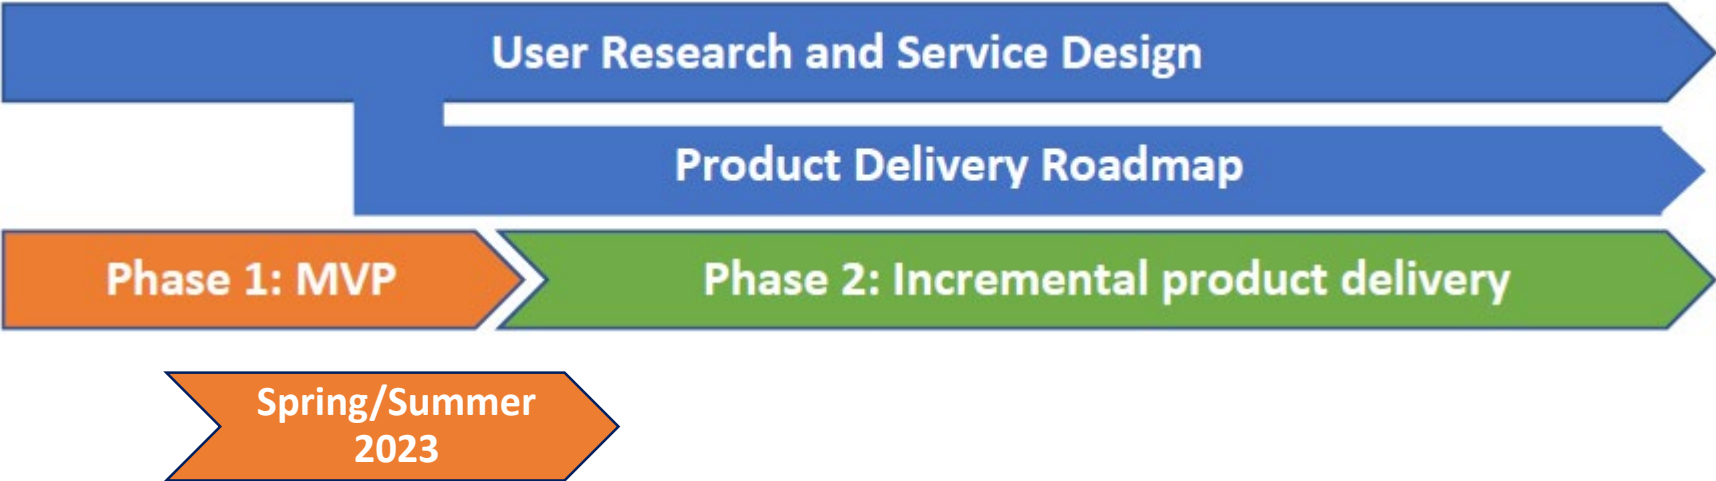 User Research and Service Design
Product Delivery Roadmap
Phase 1: MVP
Phase 2: Incremental product delivery
Spring/Summer
2023